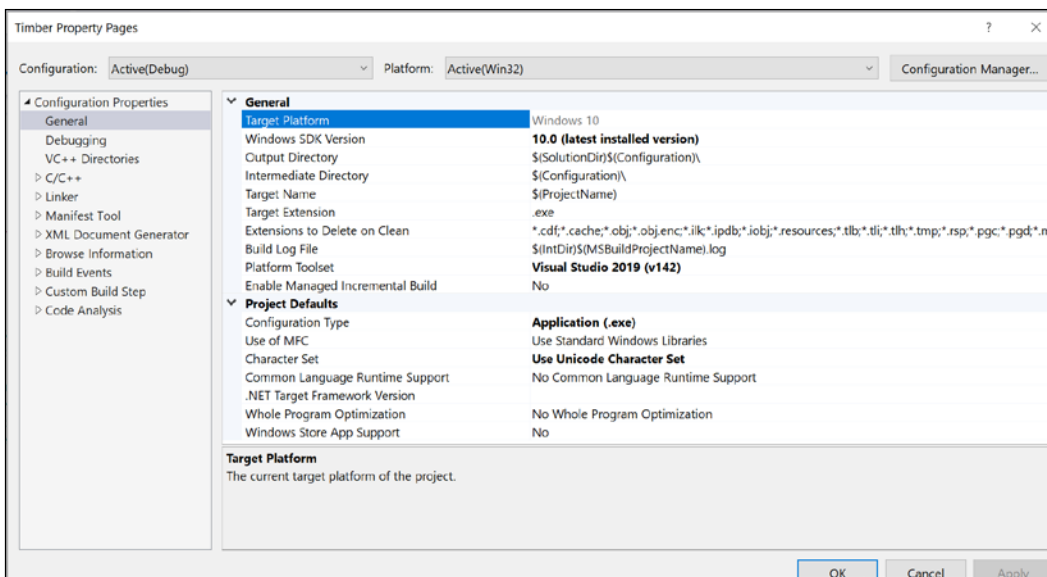 Timber Property Pages
Configuration: Active(Debug) Platform: Active(Win32) Configuration Manager...
Configuration Properties
General
Debugging
VC++ Directories
C/C++
Linker
Manifest Tool
XML Document Generator
Browse Information
Build Events
Custom Build Step
Code Analysis
General
Target Platform Windows 10
Windows SDK Version 10.0 (latest installed version)
Output Directory $(SolutionDir)$(Configuration)\
Intermediate Directory $(Configuration)\
Target Name $(ProjectName)
Target Extension .exe
Extensions to Delete on Clean *.cdf;*.cache;*.obj;*.obj.enc;*.ilk;*.ipdb;*.iobj;*.resources;*.tlb;*.tli;*.tlh;*.tmp;*.rsp;*.pgc;*.pgd;*.m
Build Log File $(IntDir)$(MSBuildProjectName).log
Platform Toolset Visual Studio 2019 (v142)
Enable Managed Incremental Build No
Project Defaults
Configuration Type Application (.exe)
Use of MFC Use Standard Windows Libraries
Character Set Use Unicode Character Set
Common Language Runtime Support No Common Language Runtime Support
.NET Target Framework Version
Whole Program Optimization No Whole Program Optimization
Windows Store App Support No
Target Platform
The current target platform of the project.
OK Cancel Apply